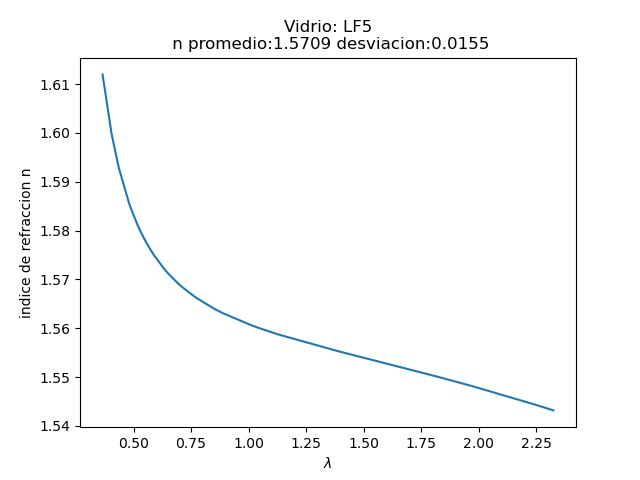 Vidrio: LF5
n promedio:1.5709 desviacion:0.0155
1.61
1.60
1.59
1.58
1.57
1.56
1.55
1.54
indice de refraccion n
0.50 0.75 1.00 1.25 1.50 1.75 2.00 2.25
λ